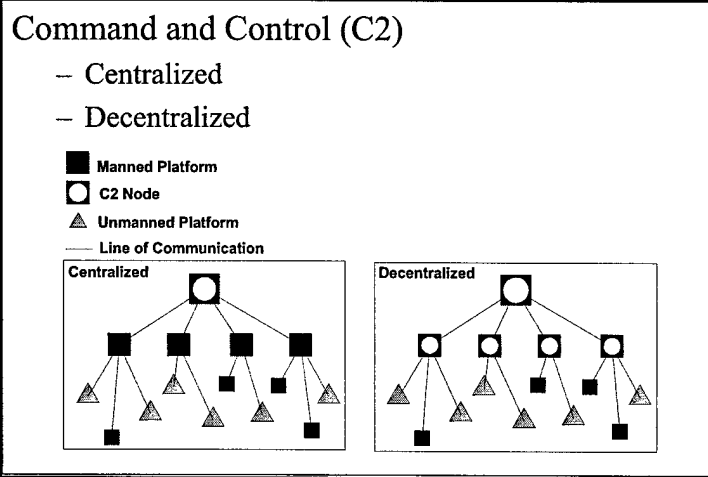 Command and Control (C2)
– Centralized
– Decentralized
Manned Platform
C2 Node
Unmanned Platform
Line of Communication
Centralized
Decentralized